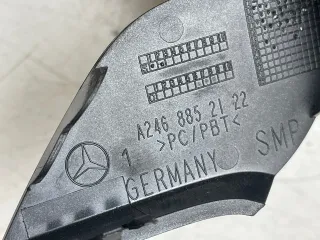 A246 885 21 22
1 >PC/PBT<
GERMANY SMP